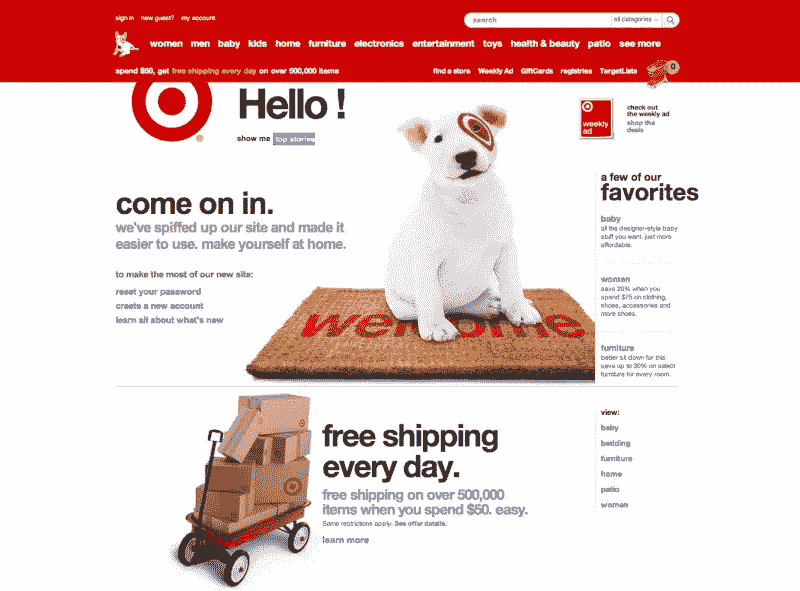 sign in new guest? my account
search all categories
women men baby kids home furniture electronics entertainment toys health & beauty patio see more
spend $50, get free shipping every day on over 500,000 items
find a store Weekly Ad GiftCards registries TargetLists 0
Hello !
show me top stories
weekly
ad
check out
the weekly ad
shop the
deals
come on in.
we've spiffed up our site and made it
easier to use. make yourself at home.
to make the most of our new site:
reset your password
create a new account
learn all about what's new
welcome
a few of our
favorites
baby
all the designer-style baby
stuff you want. just more
affordable.
women
save 20% when you
spend $75 on clothing,
shoes, accessories and
more shoes.
furniture
better sit down for this.
save up to 30% on select
furniture for every room.
free shipping
every day.
free shipping on over 500,000
items when you spend $50. easy.
Some restrictions apply. See offer details.
learn more
view:
baby
bedding
furniture
home
patio
women